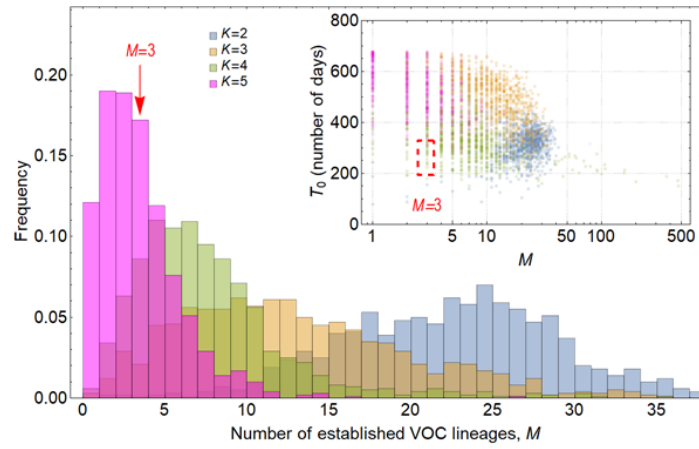 M=3
K=2
K=3
K=4
K=5
Frequency
0.20
0.15
0.10
0.05
0.00
0 5 10 15 20 25 30 35
Number of established VOC lineages, M
T₀ (number of days)
800
600
400
200
0
M=3
1 5 10 50 100 500
M